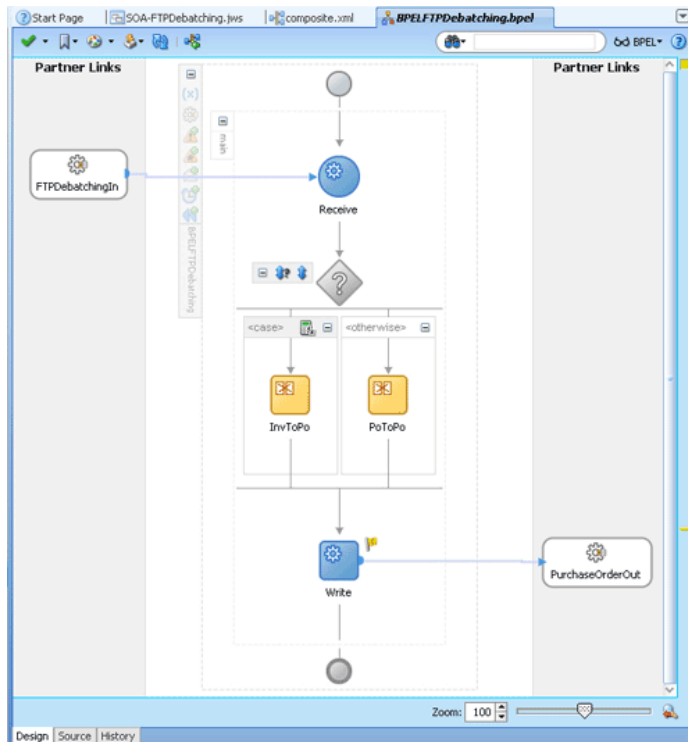 Start Page
SOA-FTPDebatching.jws
composite.xml
BPELFTPDebatching.bpel
BPEL
Partner Links
Partner Links
(x)
main
FTPDebatchingIn
Receive
BPELFTPDebatching
?
<case>
<otherwise>
InvToPo
PoToPo
Write
PurchaseOrderOut
Zoom: 100
Design Source History